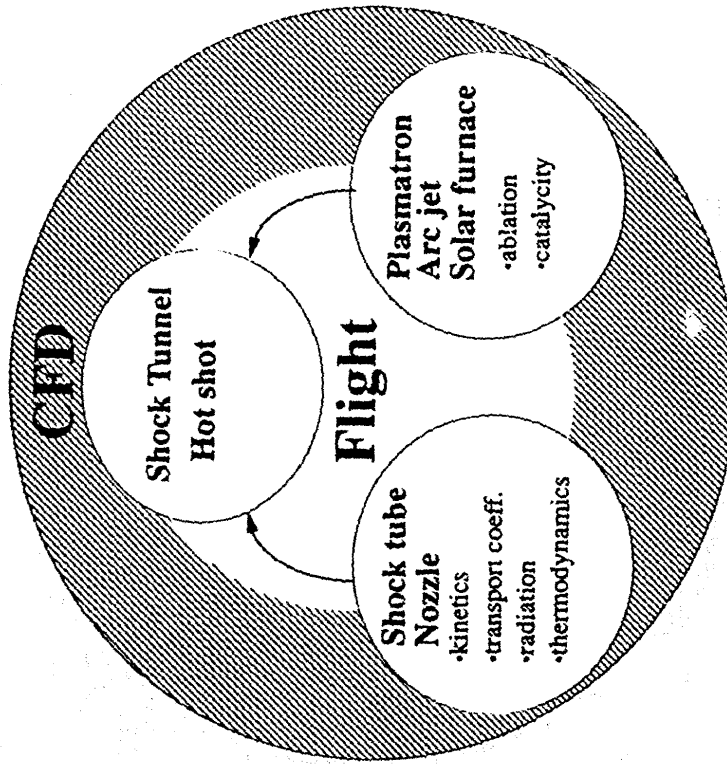 CFD
Shock Tunnel
Hot shot
Flight
Shock tube
Nozzle
•kinetics
•transport coeff.
•radiation
•thermodynamics
Plasmatron
Arc jet
Solar furnace
•ablation
•catalycity